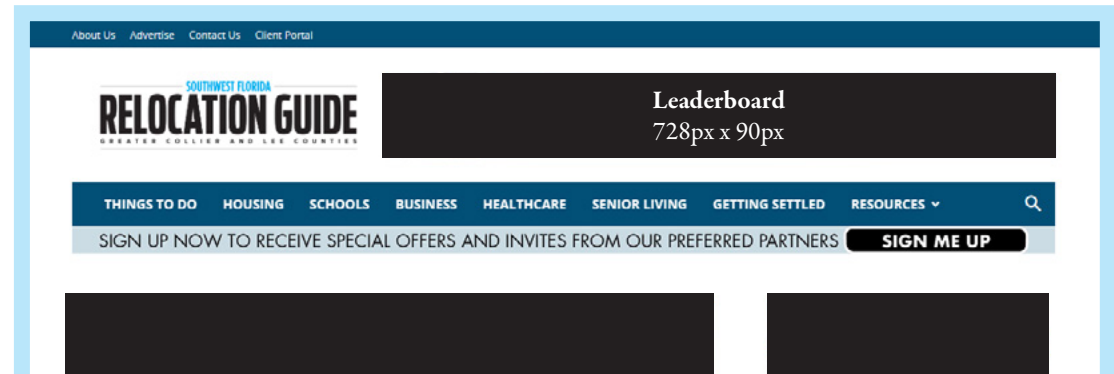 About Us Advertise Contact Us Client Portal
SOUTHWEST FLORIDA
RELOCATION GUIDE
GREATER COLLIER AND LEE COUNTIES
Leaderboard
728px x 90px
THINGS TO DO HOUSING SCHOOLS BUSINESS HEALTHCARE SENIOR LIVING GETTING SETTLED RESOURCES
SIGN UP NOW TO RECEIVE SPECIAL OFFERS AND INVITES FROM OUR PREFERRED PARTNERS SIGN ME UP